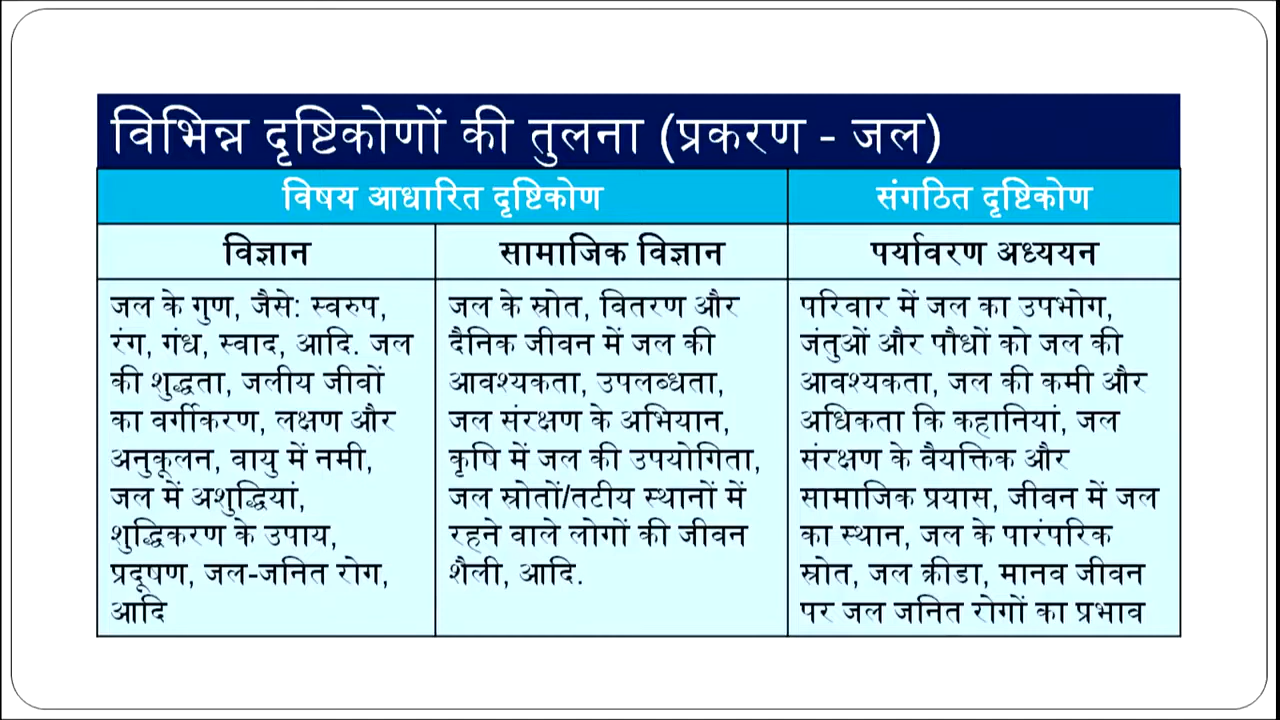 विभिन्न दृष्टिकोणों की तुलना (प्रकरण - जल)
विषय आधारित दृष्टिकोण
संगठित दृष्टिकोण
विज्ञान
सामाजिक विज्ञान
पर्यावरण अध्ययन
जल के गुण, जैसे: स्वरुप,
रंग, गंध, स्वाद, आदि. जल
की शुद्धता, जलीय जीवों
का वर्गीकरण, लक्षण और
अनुकूलन, वायु में नमी,
जल में अशुद्धियां,
शुद्धिकरण के उपाय,
प्रदूषण, जल-जनित रोग,
आदि
जल के स्रोत, वितरण और
दैनिक जीवन में जल की
आवश्यकता, उपलब्धता,
जल संरक्षण के अभियान,
कृषि में जल की उपयोगिता,
जल स्रोतों/तटीय स्थानों में
रहने वाले लोगों की जीवन
शैली, आदि.
परिवार में जल का उपभोग,
जंतुओं और पौधों को जल की
आवश्यकता, जल की कमी और
अधिकता कि कहानियां, जल
संरक्षण के वैयक्तिक और
सामाजिक प्रयास, जीवन में जल
का स्थान, जल के पारंपरिक
स्रोत, जल क्रीडा, मानव जीवन
पर जल जनित रोगों का प्रभाव